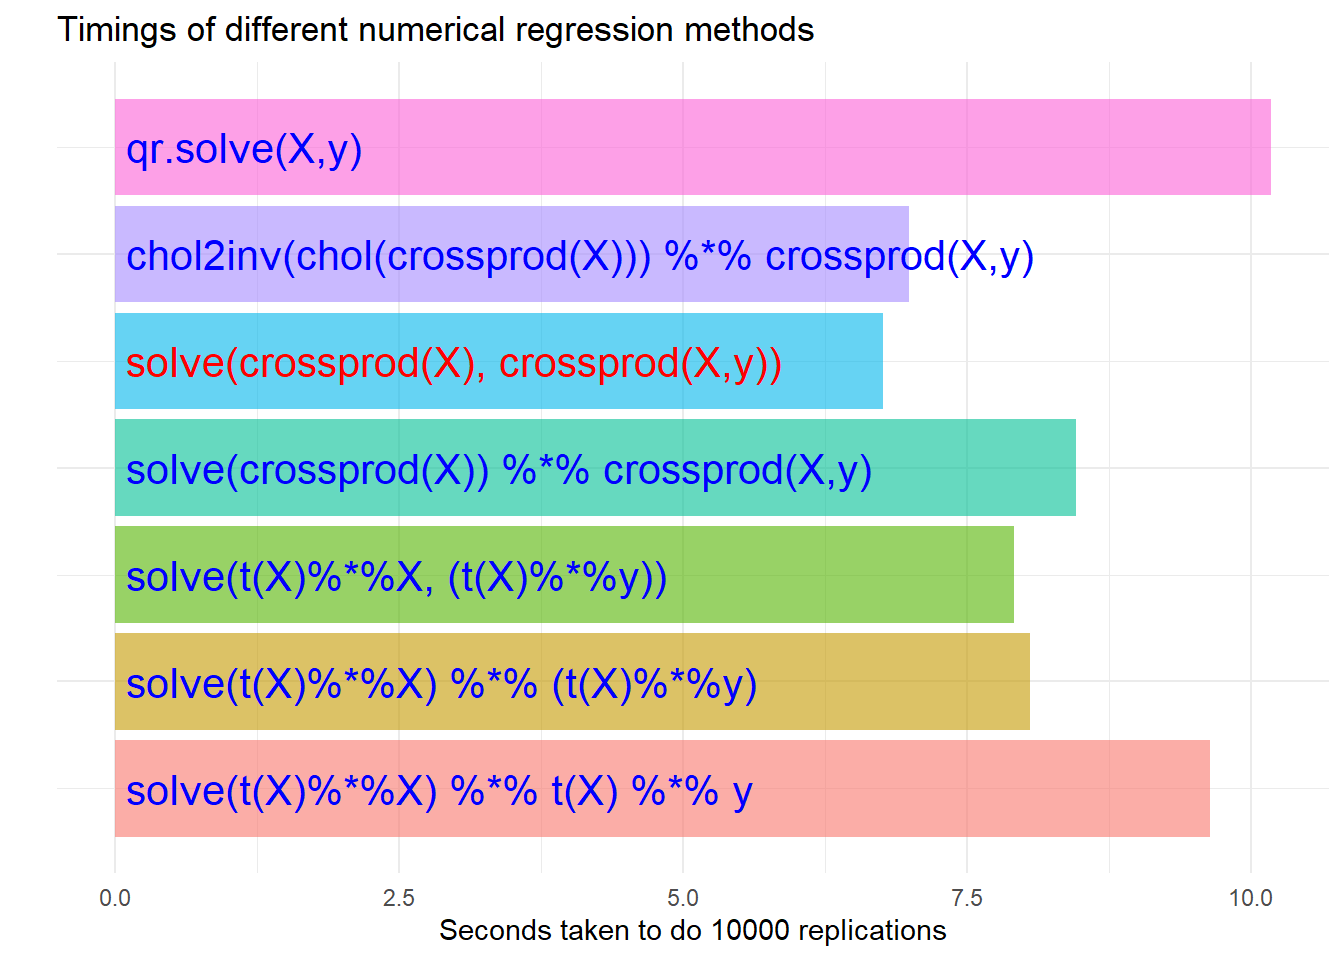 Timings of different numerical regression methods
qr.solve(X,y)
chol2inv(chol(crossprod(X))) %*% crossprod(X,y)
solve(crossprod(X), crossprod(X,y))
solve(crossprod(X)) %*% crossprod(X,y)
solve(t(X)%*%X, (t(X)%*%y))
solve(t(X)%*%X) %*% (t(X)%*%y)
solve(t(X)%*%X) %*% t(X) %*% y
0.0 2.5 5.0 7.5 10.0
Seconds taken to do 10000 replications